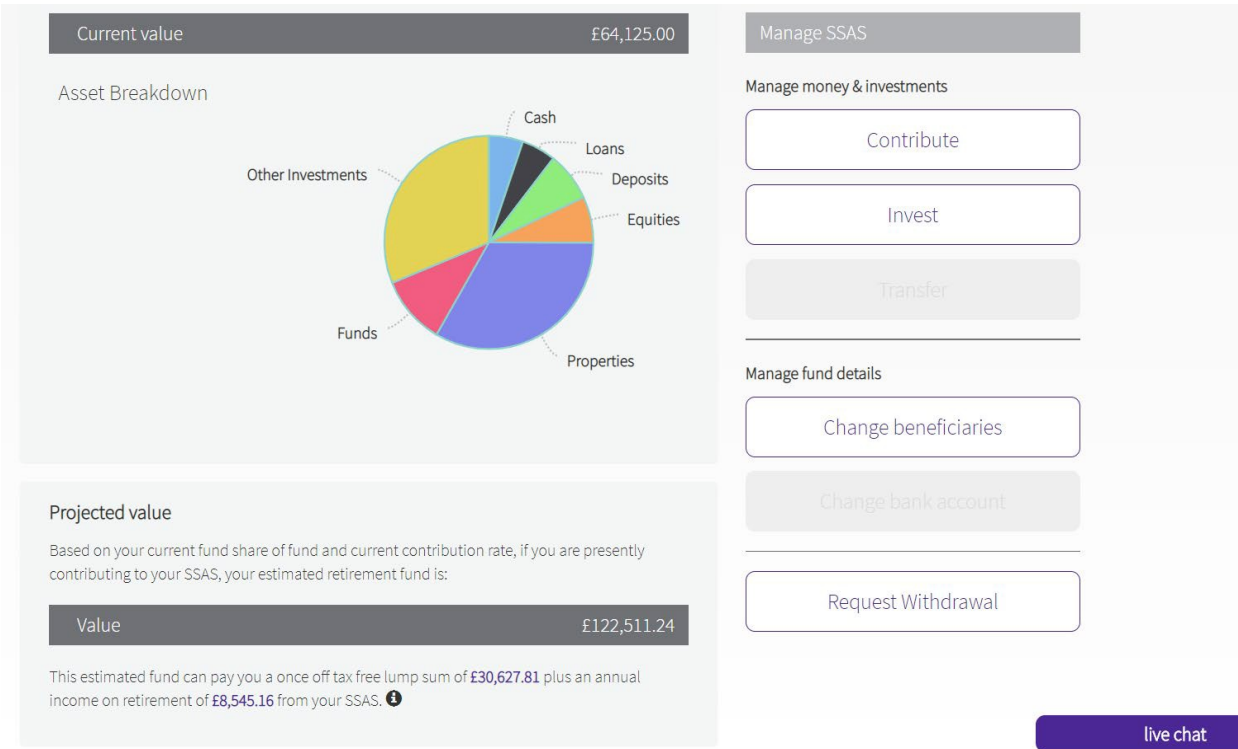 Current value £64,125.00
Asset Breakdown
Cash
Loans
Other Investments
Deposits
Equities
Funds
Properties
Projected value
Based on your current fund share of fund and current contribution rate, if you are presently
contributing to your SSAS, your estimated retirement fund is:
Value £122,511.24
This estimated fund can pay you a once off tax free lump sum of £30,627.81 plus an annual
income on retirement of £8,545.16 from your SSAS.
Manage SSAS
Manage money & investments
Contribute
Invest
Transfer
Manage fund details
Change beneficiaries
Change bank account
Request Withdrawal
live chat